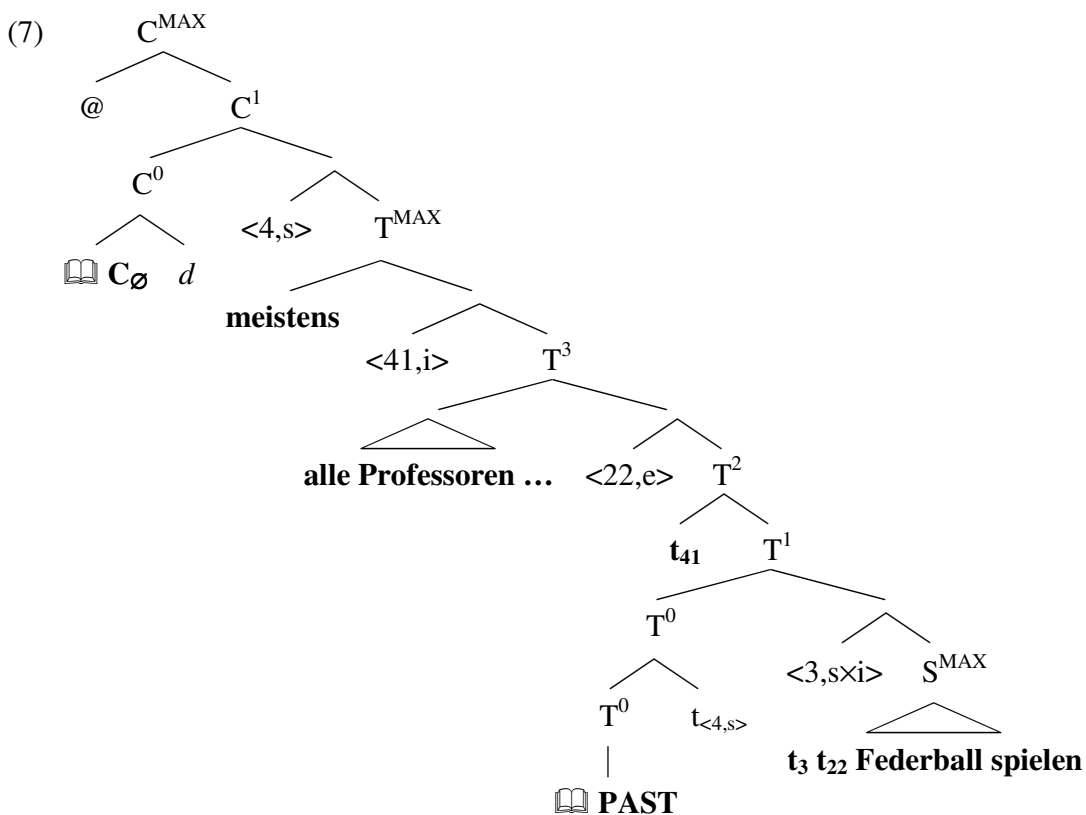 (7) C^MAX
@ C^1
C^0
<4,s> T^MAX
🕮 C_∅ d
meistens
<41,i> T^3
alle Professoren … <22,e> T^2
t_41 T^1
T^0
<3,s×i> S^MAX
T^0 t_<4,s>
t_3 t_22 Federball spielen
🕮 PAST